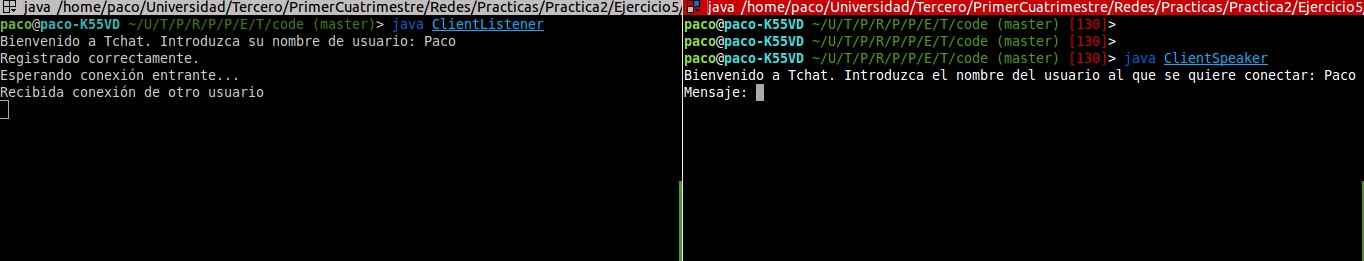 java /home/paco/Universidad/Tercero/PrimerCuatrimestre/Redes/Practicas/Practica2/Ejercicio5/
paco@paco-K55VD ~/U/T/P/R/P/P/E/T/code (master)> java ClientListener
Bienvenido a Tchat. Introduzca su nombre de usuario: Paco
Registrado correctamente.
Esperando conexión entrante...
Recibida conexión de otro usuario
java /home/paco/Universidad/Tercero/PrimerCuatrimestre/Redes/Practicas/Practica2/Ejercicio5/
paco@paco-K55VD ~/U/T/P/R/P/P/E/T/code (master) [130]>
paco@paco-K55VD ~/U/T/P/R/P/P/E/T/code (master) [130]>
paco@paco-K55VD ~/U/T/P/R/P/P/E/T/code (master) [130]> java ClientSpeaker
Bienvenido a Tchat. Introduzca el nombre del usuario al que se quiere conectar: Paco
Mensaje: